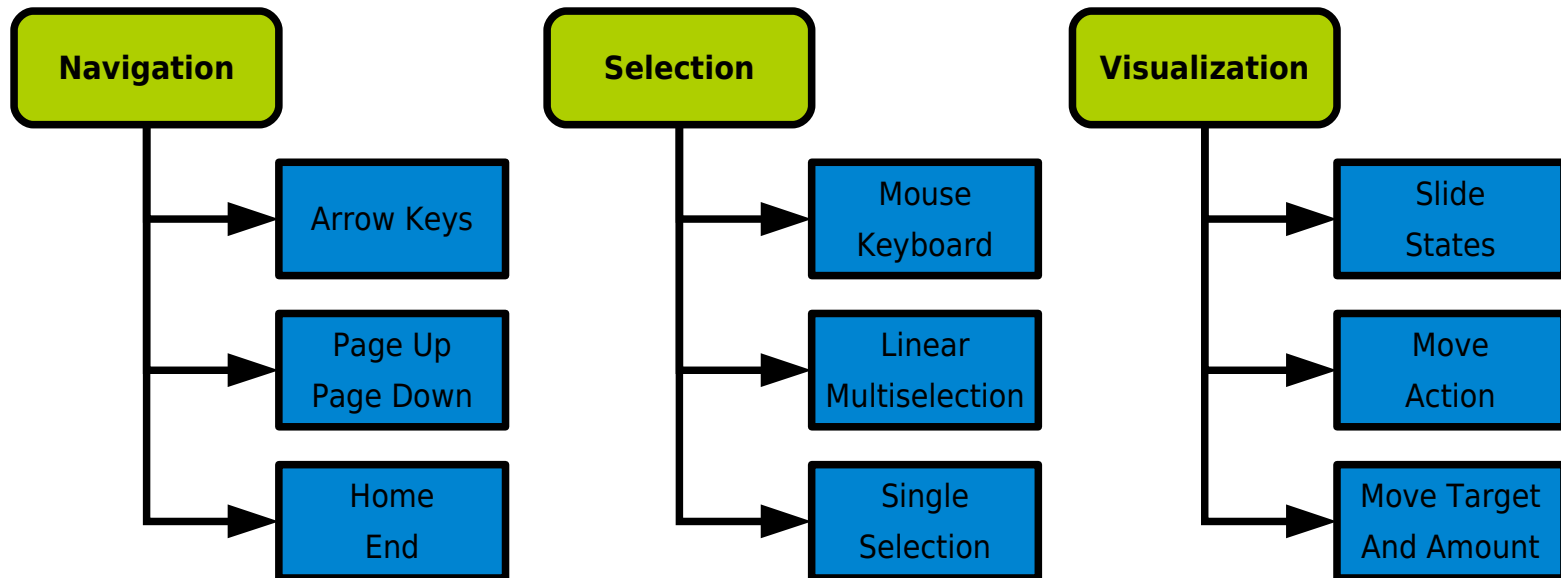 Navigation
Arrow Keys
Page Up
Page Down
Home
End
Selection
Mouse
Keyboard
Linear
Multiselection
Single
Selection
Visualization
Slide
States
Move
Action
Move Target
And Amount